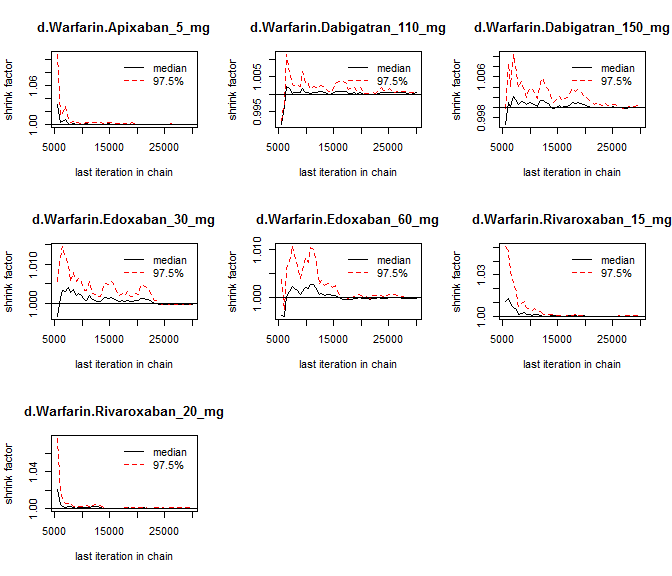 d.Warfarin.Apixaban_5_mg
shrink factor
1.00 1.06
median
97.5%
5000 15000 25000
last iteration in chain
d.Warfarin.Dabigatran_110_mg
shrink factor
0.995 1.005
median
97.5%
5000 15000 25000
last iteration in chain
d.Warfarin.Dabigatran_150_mg
shrink factor
0.998 1.006
median
97.5%
5000 15000 25000
last iteration in chain
d.Warfarin.Edoxaban_30_mg
shrink factor
1.000 1.010
median
97.5%
5000 15000 25000
last iteration in chain
d.Warfarin.Edoxaban_60_mg
shrink factor
1.000 1.010
median
97.5%
5000 15000 25000
last iteration in chain
d.Warfarin.Rivaroxaban_15_mg
shrink factor
1.00 1.03
median
97.5%
5000 15000 25000
last iteration in chain
d.Warfarin.Rivaroxaban_20_mg
shrink factor
1.00 1.04
median
97.5%
5000 15000 25000
last iteration in chain